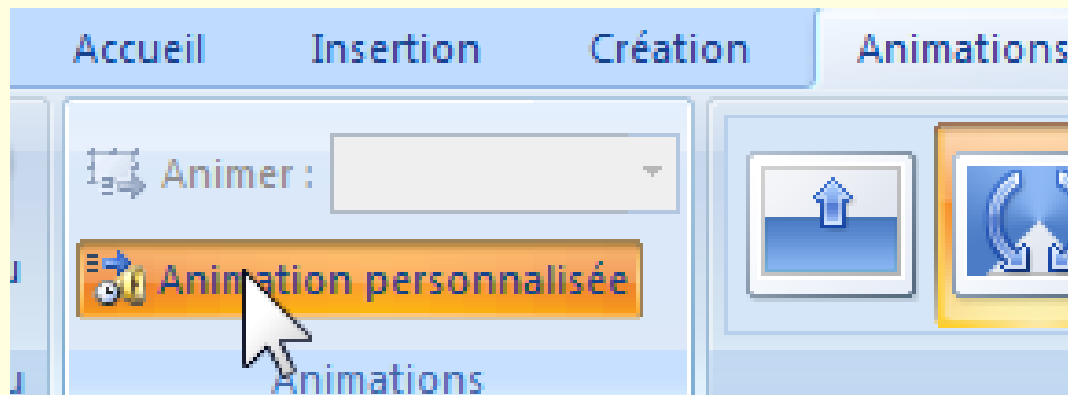 Accueil Insertion Création Animations
Animer :
Animation personnalisée
Animations